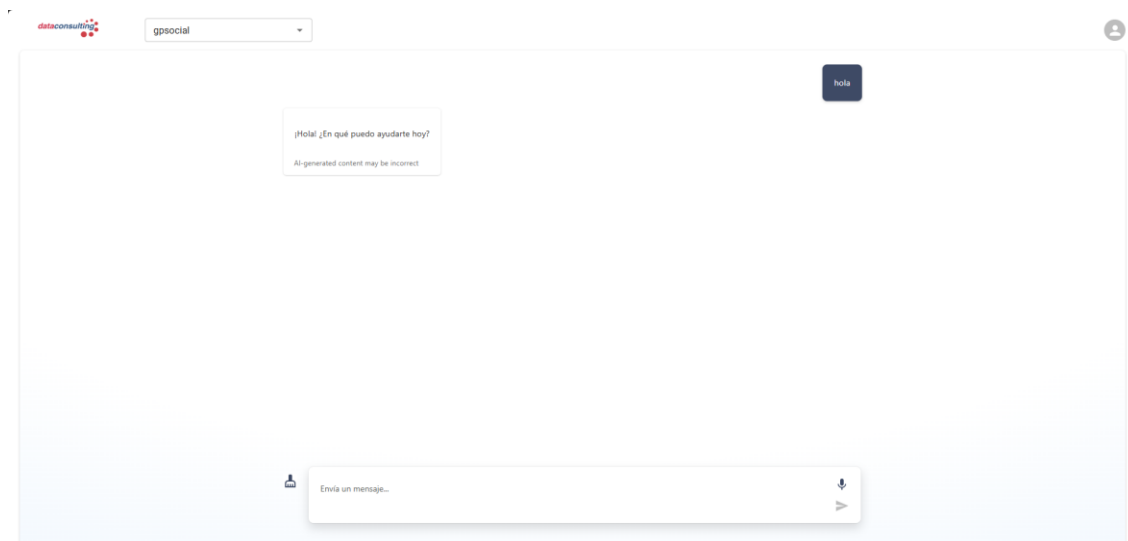 dataconsulting
gpsocial
hola
¡Hola! ¿En qué puedo ayudarte hoy?
AI-generated content may be incorrect
Envía un mensaje...